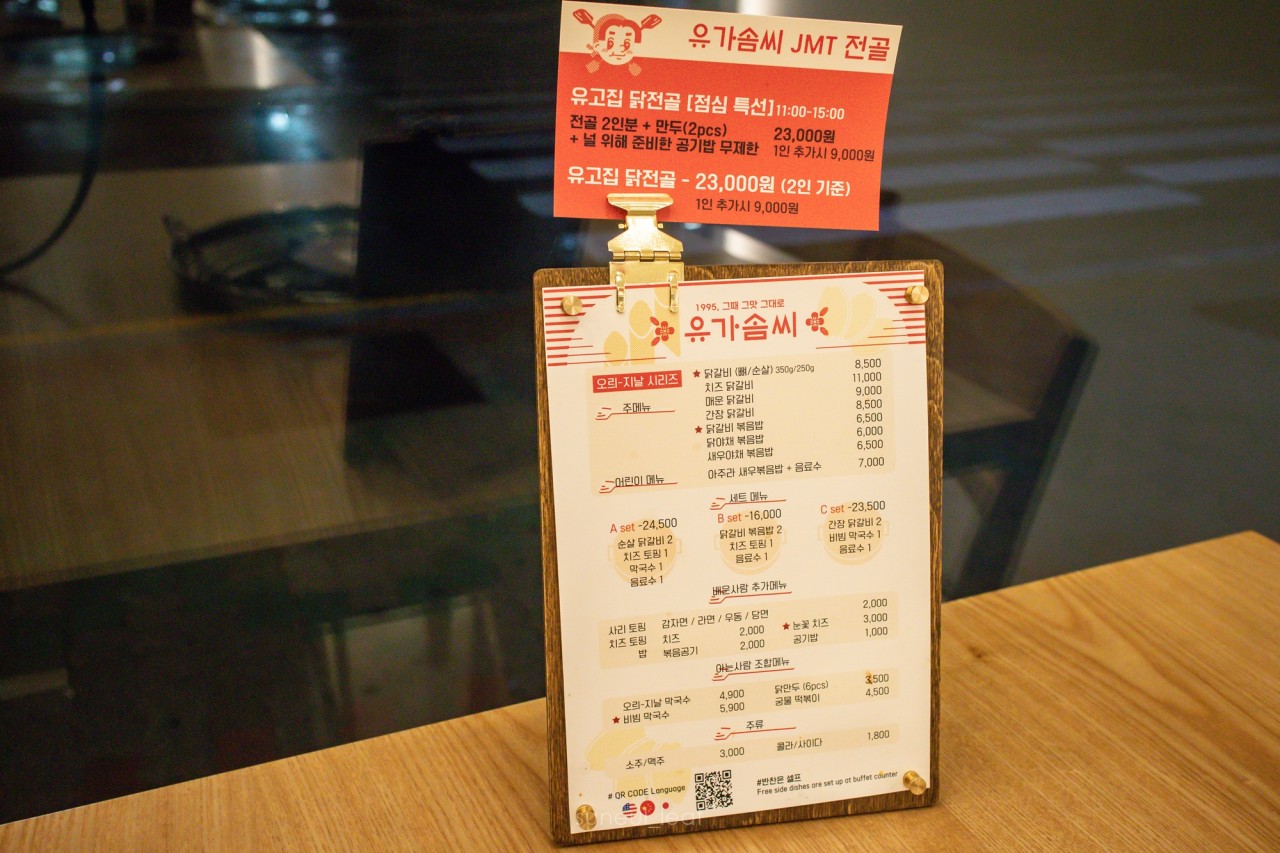 유가솜씨 JMT 전골
유고집 닭전골 [점심 특선] 11:00-15:00
전골 2인분 + 만두(2pcs) 23,000원
+ 널 위해 준비한 공기밥 무제한 1인 추가시 9,000원
유고집 닭전골 - 23,000원 (2인 기준)
1인 추가시 9,000원
1995, 그때 그맛 그대로
유가솜씨
오리-지날 시리즈
주메뉴
★ 닭갈비 (뼈/순살) 350g/250g 8,500
치즈 닭갈비 11,000
매운 닭갈비 9,000
간장 닭갈비 8,500
★ 닭갈비 볶음밥 6,500
닭야채 볶음밥 6,000
새우야채 볶음밥 6,500
어린이 메뉴
아주라 새우볶음밥 + 음료수 7,000
세트 메뉴
A set -24,500
순살 닭갈비 2
치즈 토핑 1
막국수 1
음료수 1
B set -16,000
닭갈비 볶음밥 2
치즈 토핑 1
음료수 1
C set -23,500
간장 닭갈비 2
비빔 막국수 1
음료수 1
배운사람 추가메뉴
사리 토핑 감자면 / 라면 / 우동 / 당면 2,000
치즈 토핑 치즈 2,000 ★ 눈꽃 치즈 3,000
밥 볶음공기 2,000 공기밥 1,000
아는사람 조합메뉴
오리-지날 막국수 4,900 닭만두 (6pcs) 3,500
★ 비빔 막국수 5,900 궁물 떡볶이 4,500
주류
소주/맥주 3,000 콜라/사이다 1,800
# QR CODE Language
#반찬은 셀프
Free side dishes are set up at buffet counter